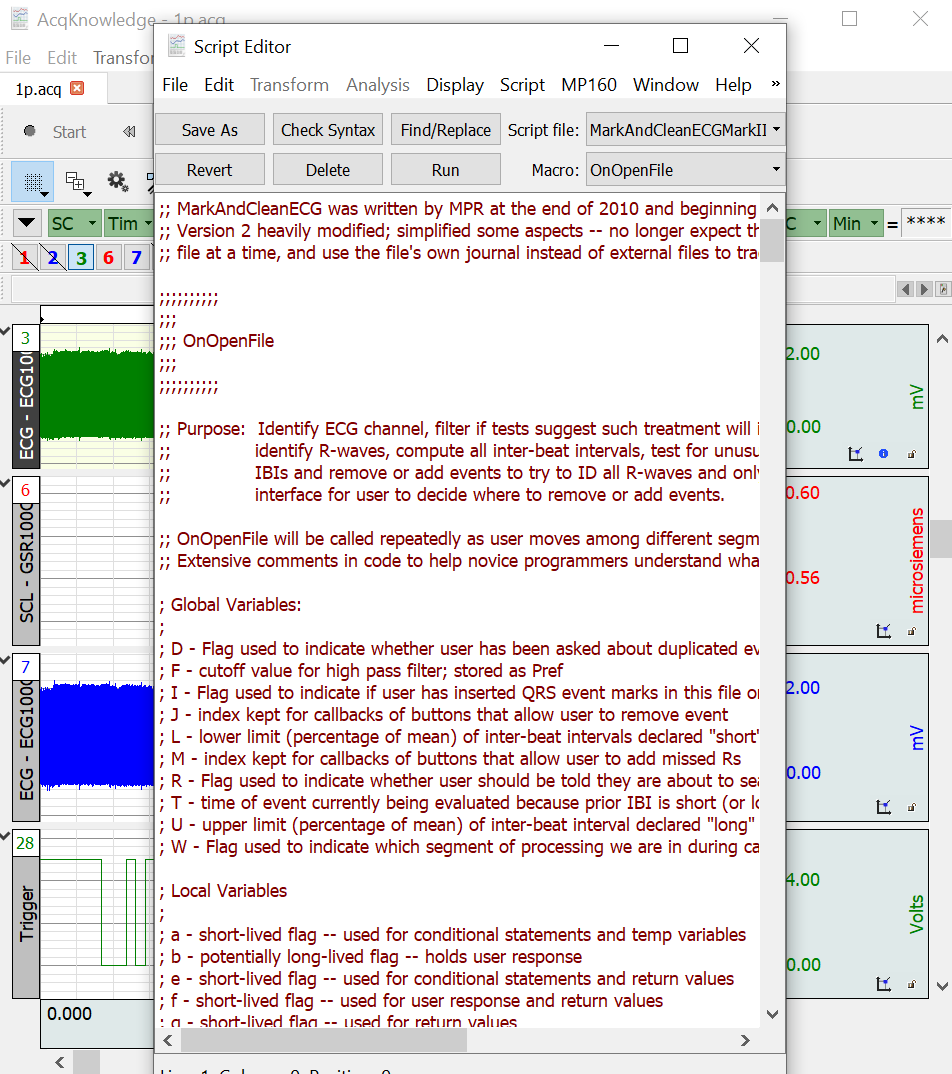 AcqKnowledge - 1p.acq
File Edit Transfor
1p.acq
Start
SC Tim
C Min = ****
1 2 3 6 7
3
ECG - ECG100
2.00
0.00
mV
6
SCL - GSR100C
0.60
0.56
microsiemens
7
ECG - ECG100C
2.00
0.00
mV
28
Trigger
4.00
0.00
Volts
0.000
Script Editor
File Edit Transform Analysis Display Script MP160 Window Help »
Save As Check Syntax Find/Replace Script file: MarkAndCleanECGMarkII
Revert Delete Run Macro: OnOpenFile
;; MarkAndCleanECG was written by MPR at the end of 2010 and beginning
;; Version 2 heavily modified; simplified some aspects -- no longer expect th
;; file at a time, and use the file's own journal instead of external files to tra
;;;;;;;;;;
;;;
;;; OnOpenFile
;;;
;;;;;;;;;;
;; Purpose: Identify ECG channel, filter if tests suggest such treatment will i
;; identify R-waves, compute all inter-beat intervals, test for unusu
;; IBIs and remove or add events to try to ID all R-waves and only
;; interface for user to decide where to remove or add events.
;; OnOpenFile will be called repeatedly as user moves among different segm
;; Extensive comments in code to help novice programmers understand wha
; Global Variables:
;
; D - Flag used to indicate whether user has been asked about duplicated ev
; F - cutoff value for high pass filter; stored as Pref
; I - Flag used to indicate if user has inserted QRS event marks in this file or
; J - index kept for callbacks of buttons that allow user to remove event
; L - lower limit (percentage of mean) of inter-beat intervals declared "short"
; M - index kept for callbacks of buttons that allow user to add missed Rs
; R - Flag used to indicate whether user should be told they are about to sea
; T - time of event currently being evaluated because prior IBI is short (or lo
; U - upper limit (percentage of mean) of inter-beat interval declared "long"
; W - Flag used to indicate which segment of processing we are in during ca
; Local Variables
;
; a - short-lived flag -- used for conditional statements and temp variables
; b - potentially long-lived flag -- holds user response
; e - short-lived flag -- used for conditional statements and return values
; f - short-lived flag -- used for user response and return values
; g - short-lived flag -- used for return values